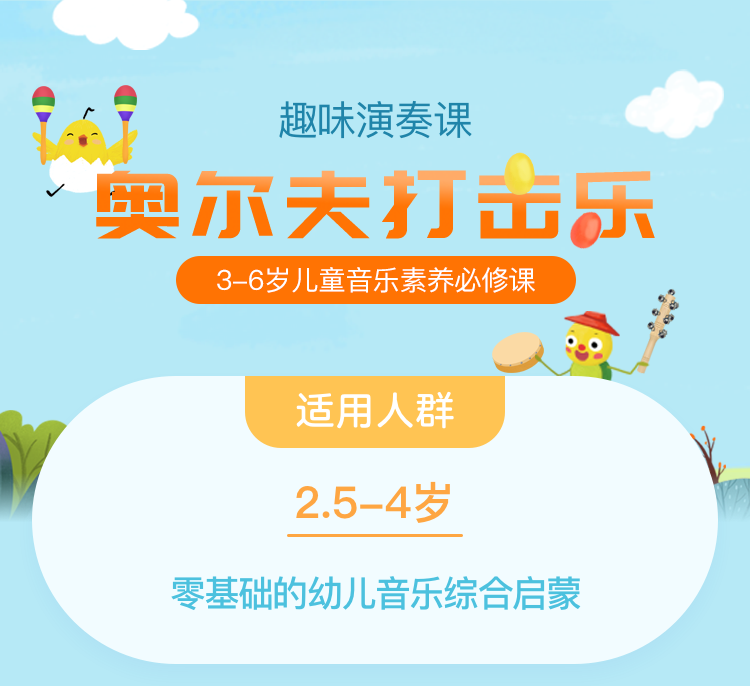 趣味演奏课
奥尔夫打击乐
3-6岁儿童音乐素养必修课
适用人群
2.5-4岁
零基础的幼儿音乐综合启蒙